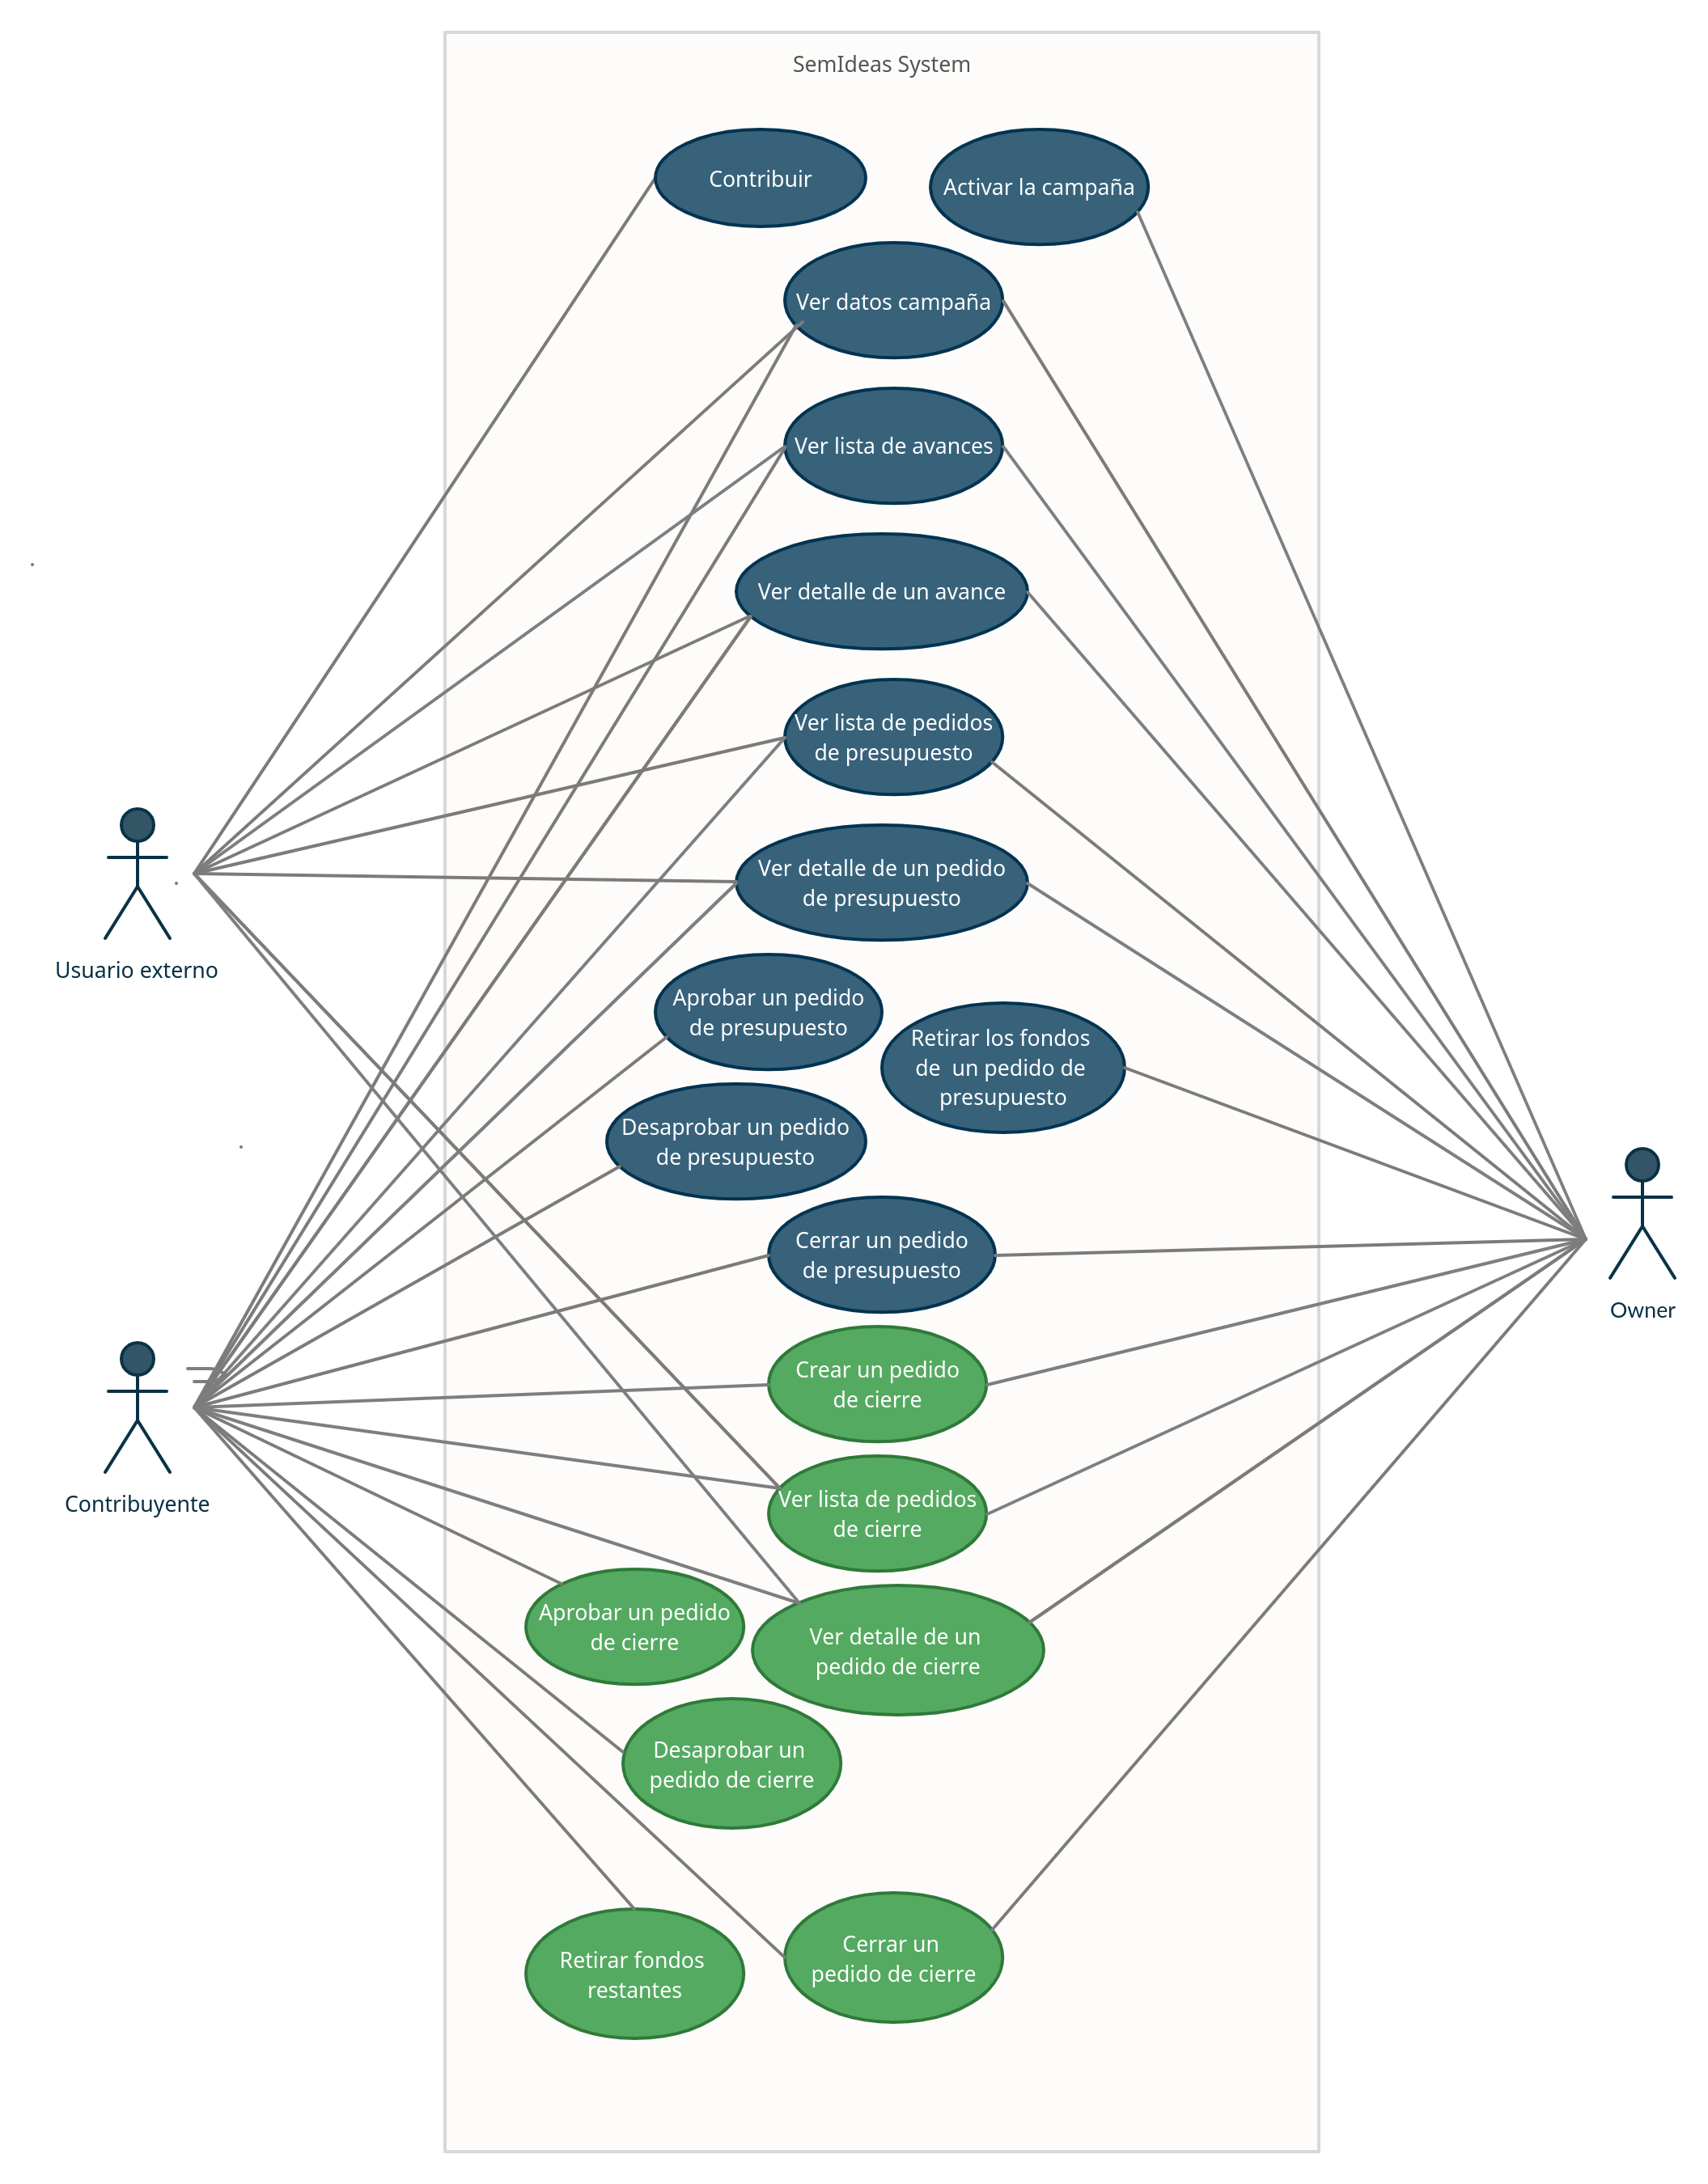 SemIdeas System
Contribuir
Activar la campaña
Ver datos campaña
Ver lista de avances
Ver detalle de un avance
Ver lista de pedidos
de presupuesto
Ver detalle de un pedido
de presupuesto
Usuario externo
Aprobar un pedido
de presupuesto
Retirar los fondos
de  un pedido de
presupuesto
Desaprobar un pedido
de presupuesto
Cerrar un pedido
de presupuesto
Owner
Crear un pedido
de cierre
Contribuyente
Ver lista de pedidos
de cierre
Aprobar un pedido
de cierre
Ver detalle de un
pedido de cierre
Desaprobar un
pedido de cierre
Cerrar un
pedido de cierre
Retirar fondos
restantes